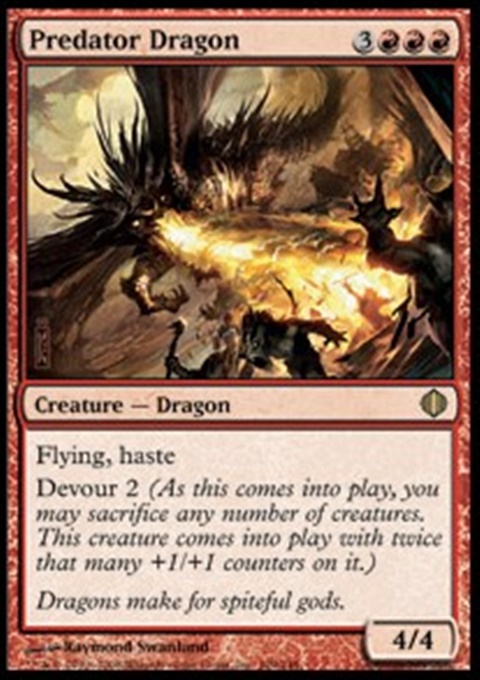 Predator Dragon 3
Creature — Dragon
Flying, haste
Devour 2 (As this comes into play, you
may sacrifice any number of creatures.
This creature comes into play with twice
that many +1/+1 counters on it.)
Dragons make for spiteful gods.
Raymond Swanland
4/4